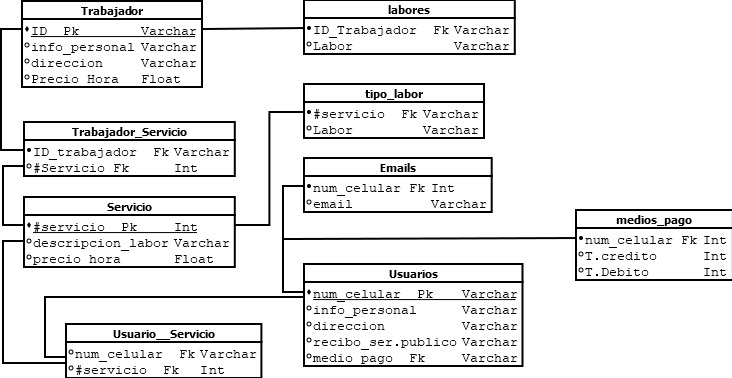 Trabajador
ID Pk Varchar
info_personal Varchar
direccion Varchar
Precio Hora Float
labores
ID_Trabajador Fk Varchar
Labor Varchar
tipo_labor
#servicio Fk Varchar
Labor Varchar
Trabajador_Servicio
ID_trabajador Fk Varchar
#Servicio Fk Int
Emails
num_celular Fk Int
email Varchar
Servicio
#servicio Pk Int
descripcion_labor Varchar
precio hora Float
medios_pago
num_celular Fk Int
T.credito Int
T.Debito Int
Usuarios
num_celular Pk Varchar
info_personal Varchar
direccion Varchar
recibo_ser.publico Varchar
medio pago Fk Varchar
Usuario__Servicio
num_celular Fk Varchar
#servicio Fk Int